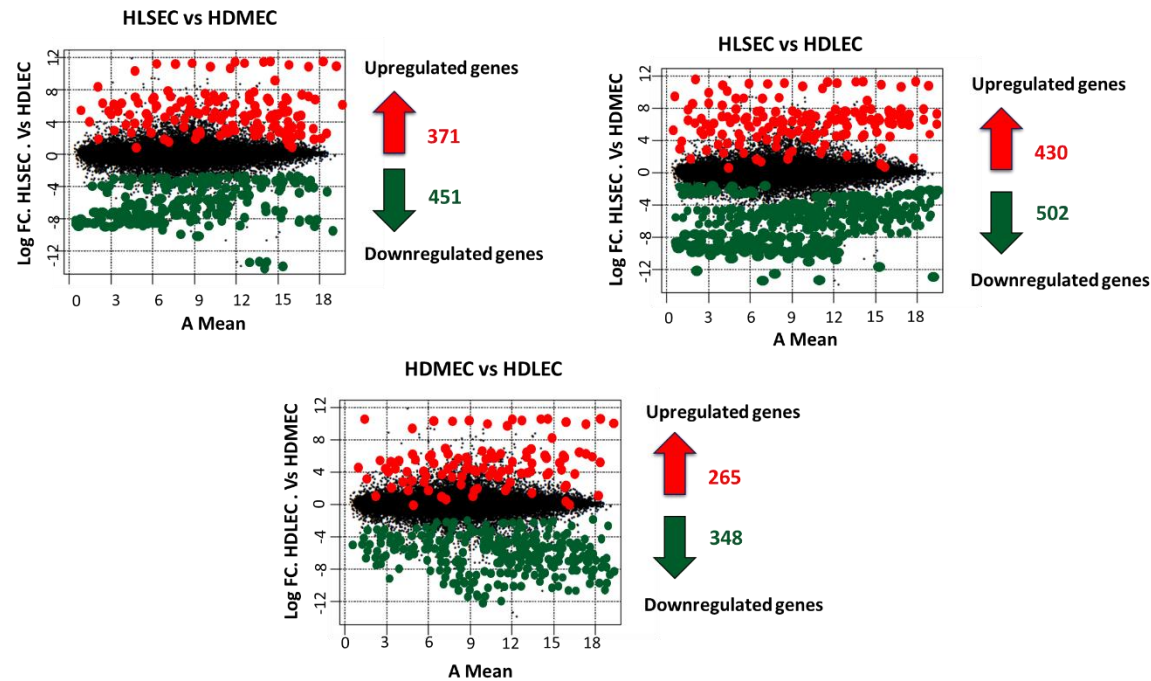 HLSEC vs HDMEC
Log FC. HLSEC . Vs HDLEC
12
8
4
0
-4
-8
-12
0 3 6 9 12 15 18
A Mean
Upregulated genes
371
451
Downregulated genes
HLSEC vs HDLEC
Log FC. HLSEC . Vs HDMEC
12
8
4
0
-4
-8
-12
0 3 6 9 12 15 18
A Mean
Upregulated genes
430
502
Downregulated genes
HDMEC vs HDLEC
Log FC. HDLEC . Vs HDMEC
12
8
4
0
-4
-8
-12
0 3 6 9 12 15 18
A Mean
Upregulated genes
265
348
Downregulated genes